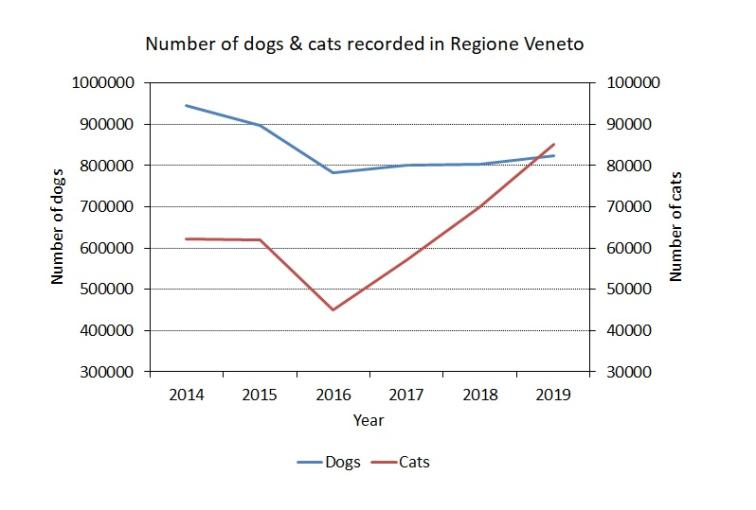 Number of dogs & cats recorded in Regione Veneto
1000000
900000
800000
700000
600000
500000
400000
300000
Number of dogs
100000
90000
80000
70000
60000
50000
40000
30000
Number of cats
2014 2015 2016 2017 2018 2019
Year
Dogs Cats